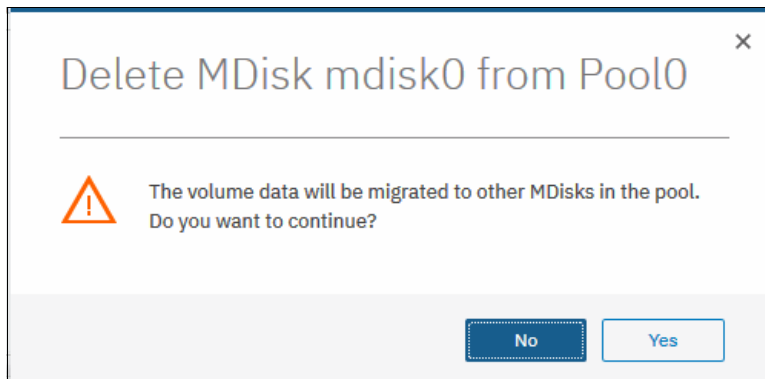 Delete MDisk mdisk0 from Pool0
The volume data will be migrated to other MDisks in the pool.
Do you want to continue?
No
Yes